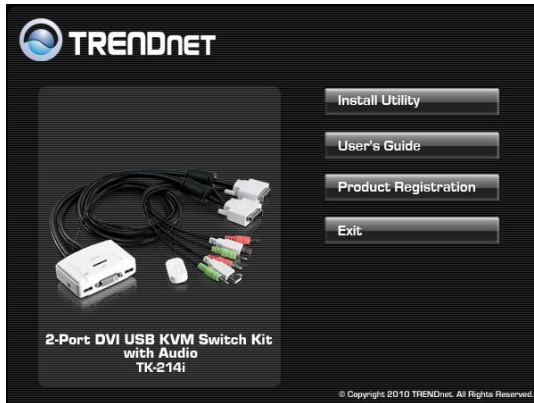 TRENDNET
Install Utility
User's Guide
Product Registration
Exit
2-Port DVI USB KVM Switch Kit
with Audio
TK-214i
© Copyright 2010 TRENDnet. All Rights Reserved.